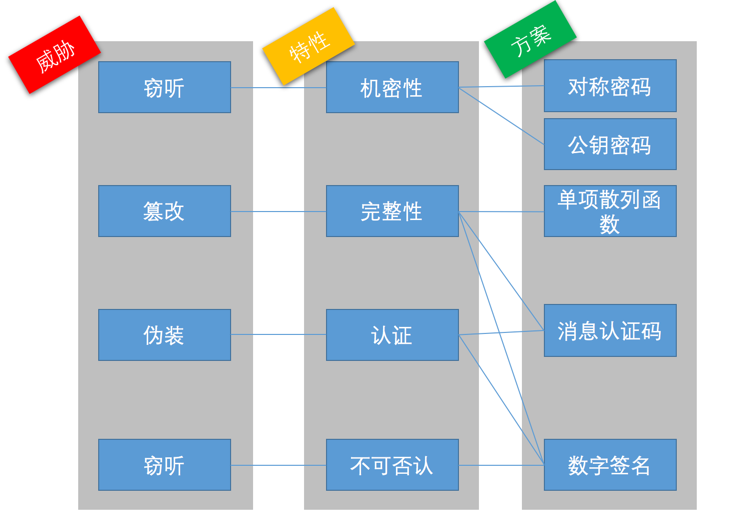 威胁
特性
方案
窃听
机密性
对称密码
公钥密码
篡改
完整性
单项散列函
数
伪装
认证
消息认证码
窃听
不可否认
数字签名